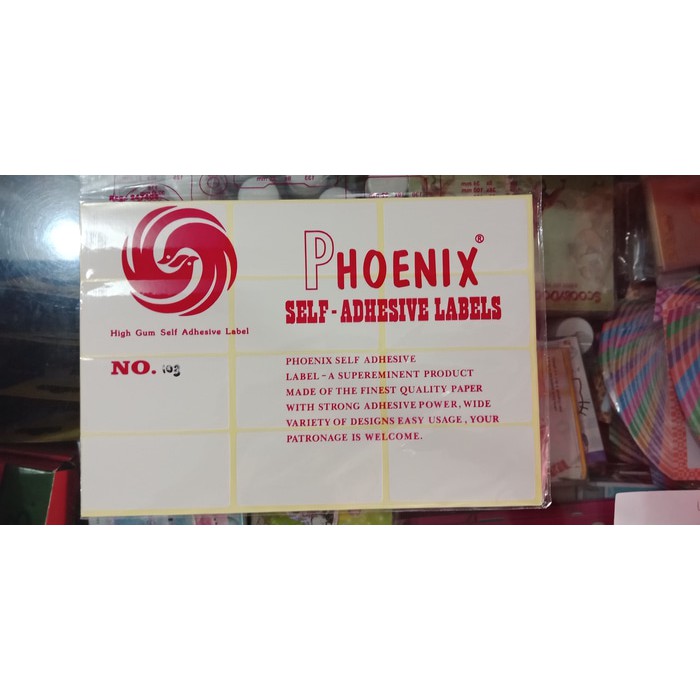 PHOENIX®
SELF-ADHESIVE LABELS
High Gum Self Adhesive Label
NO. 103
PHOENIX SELF ADHESIVE
LABEL-A SUPEREMINENT PRODUCT
MADE OF THE FINEST QUALITY PAPER
WITH STRONG ADHESIVE POWER, WIDE
VARIETY OF DESIGNS EASY USAGE, YOUR
PATRONAGE IS WELCOME.